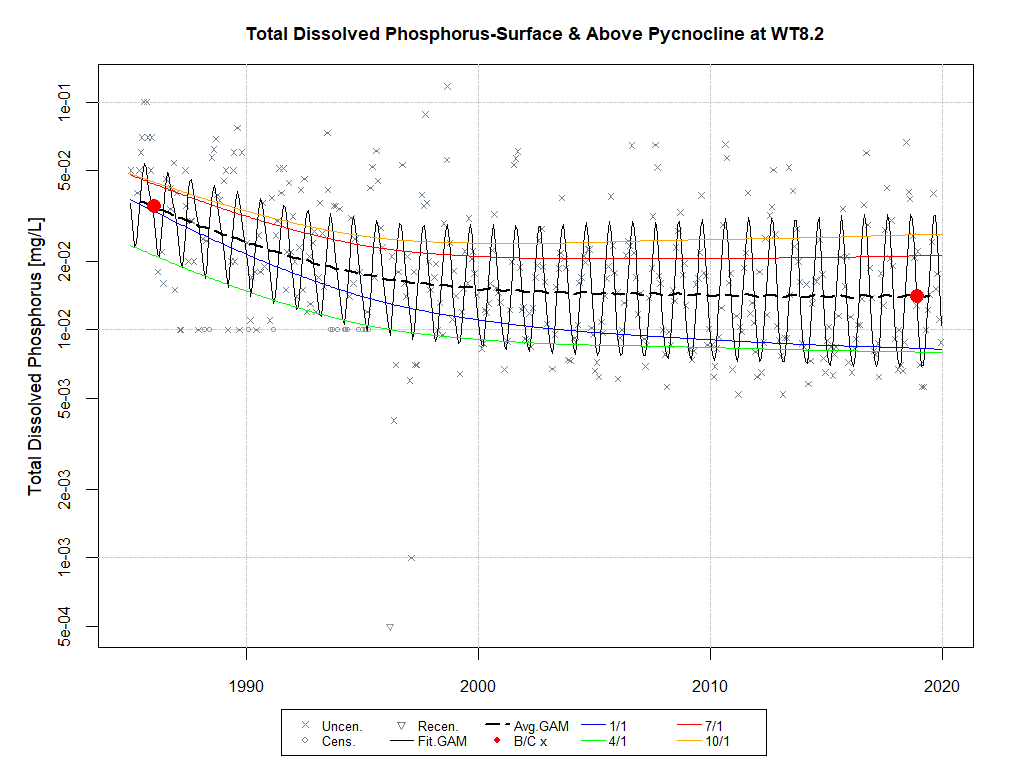 Total Dissolved Phosphorus-Surface & Above Pycnocline at WT8.2
Total Dissolved Phosphorus [mg/L]
1e-01
5e-02
2e-02
1e-02
5e-03
2e-03
1e-03
5e-04
1990 2000 2010 2020
Uncen. Recen. Avg.GAM 1/1 7/1
Cens. Fit.GAM B/C x 4/1 10/1